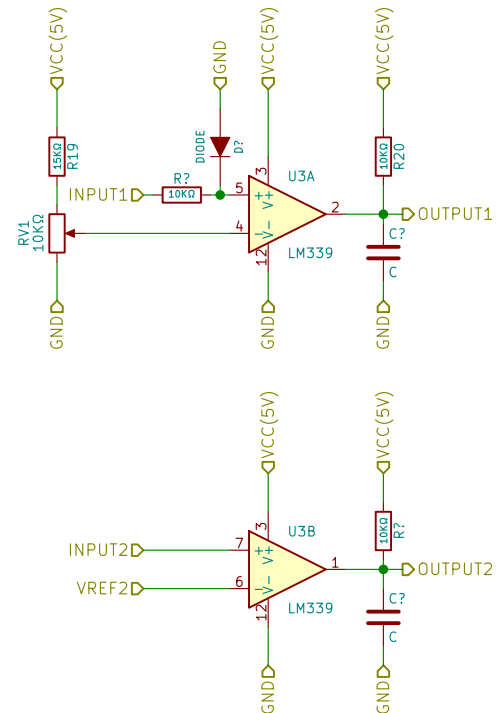 VCC(5V)
GND
VCC(5V)
VCC(5V)
15KΩ
R19
DIODE
D?
10KΩ
R20
R?
10KΩ
INPUT1
3
U3A
5
+
V+
2
OUTPUT1
RV1
10KΩ
4
−
V-
12
LM339
C?
C
GND
GND
GND
VCC(5V)
VCC(5V)
10KΩ
R?
3
U3B
INPUT2
7
+
V+
1
OUTPUT2
VREF2
6
−
V-
12
LM339
C?
C
GND
GND